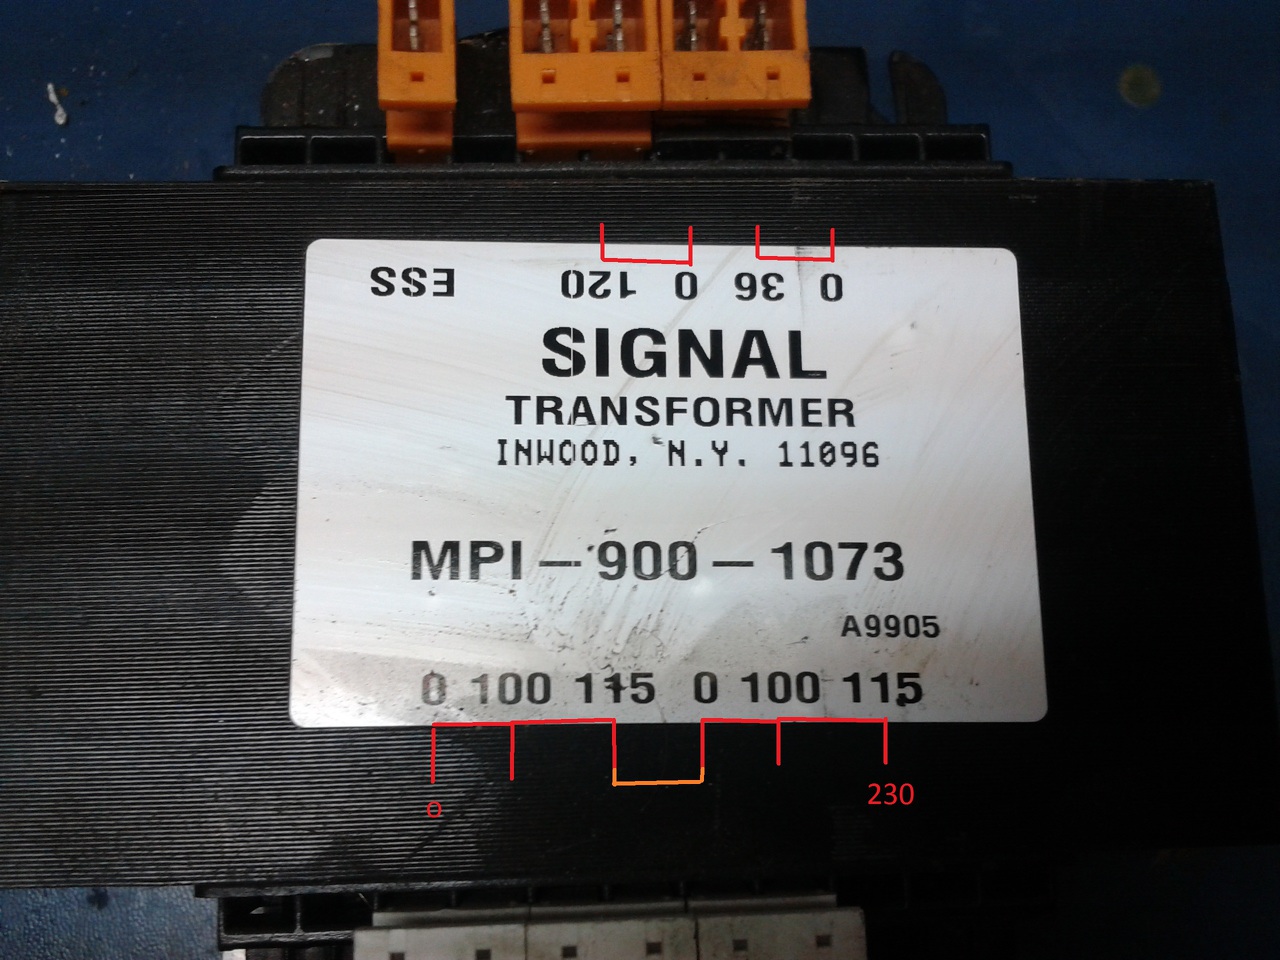 ESS 120 0 36 0
SIGNAL
TRANSFORMER
INWOOD, N.Y. 11096
MPI-900-1073
A9905
0 100 115 0 100 115
0 230